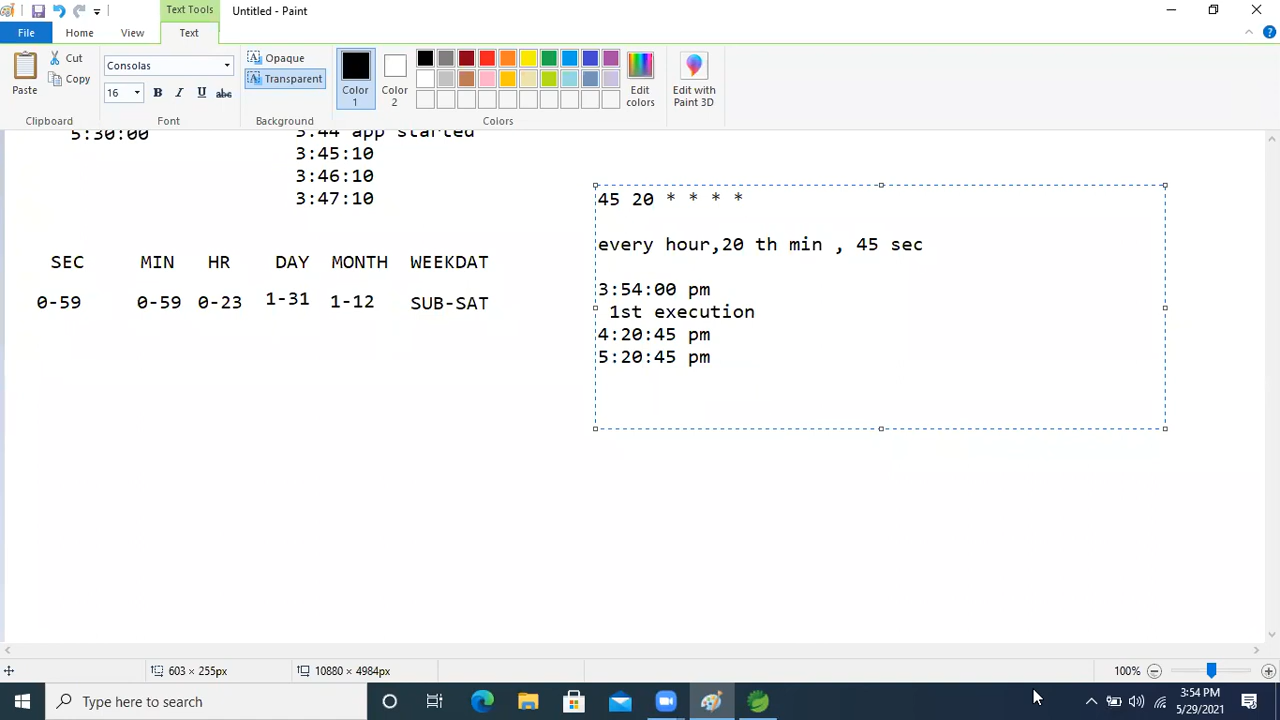 Text Tools
Untitled - Paint
File
Home
View
Text
Paste
Cut
Copy
Clipboard
Consolas
16
B I U abc
Font
Opaque
Transparent
Background
Color 1
Color 2
Edit colors
Colors
Edit with Paint 3D
5:30:00
3:44 app started
3:45:10
3:46:10
3:47:10
SEC MIN HR DAY MONTH WEEKDAT
0-59 0-59 0-23 1-31 1-12 SUB-SAT
45 20 * * * *
every hour,20 th min , 45 sec
3:54:00 pm
1st execution
4:20:45 pm
5:20:45 pm
603 × 255px
10880 × 4984px
100%
Type here to search
3:54 PM
5/29/2021